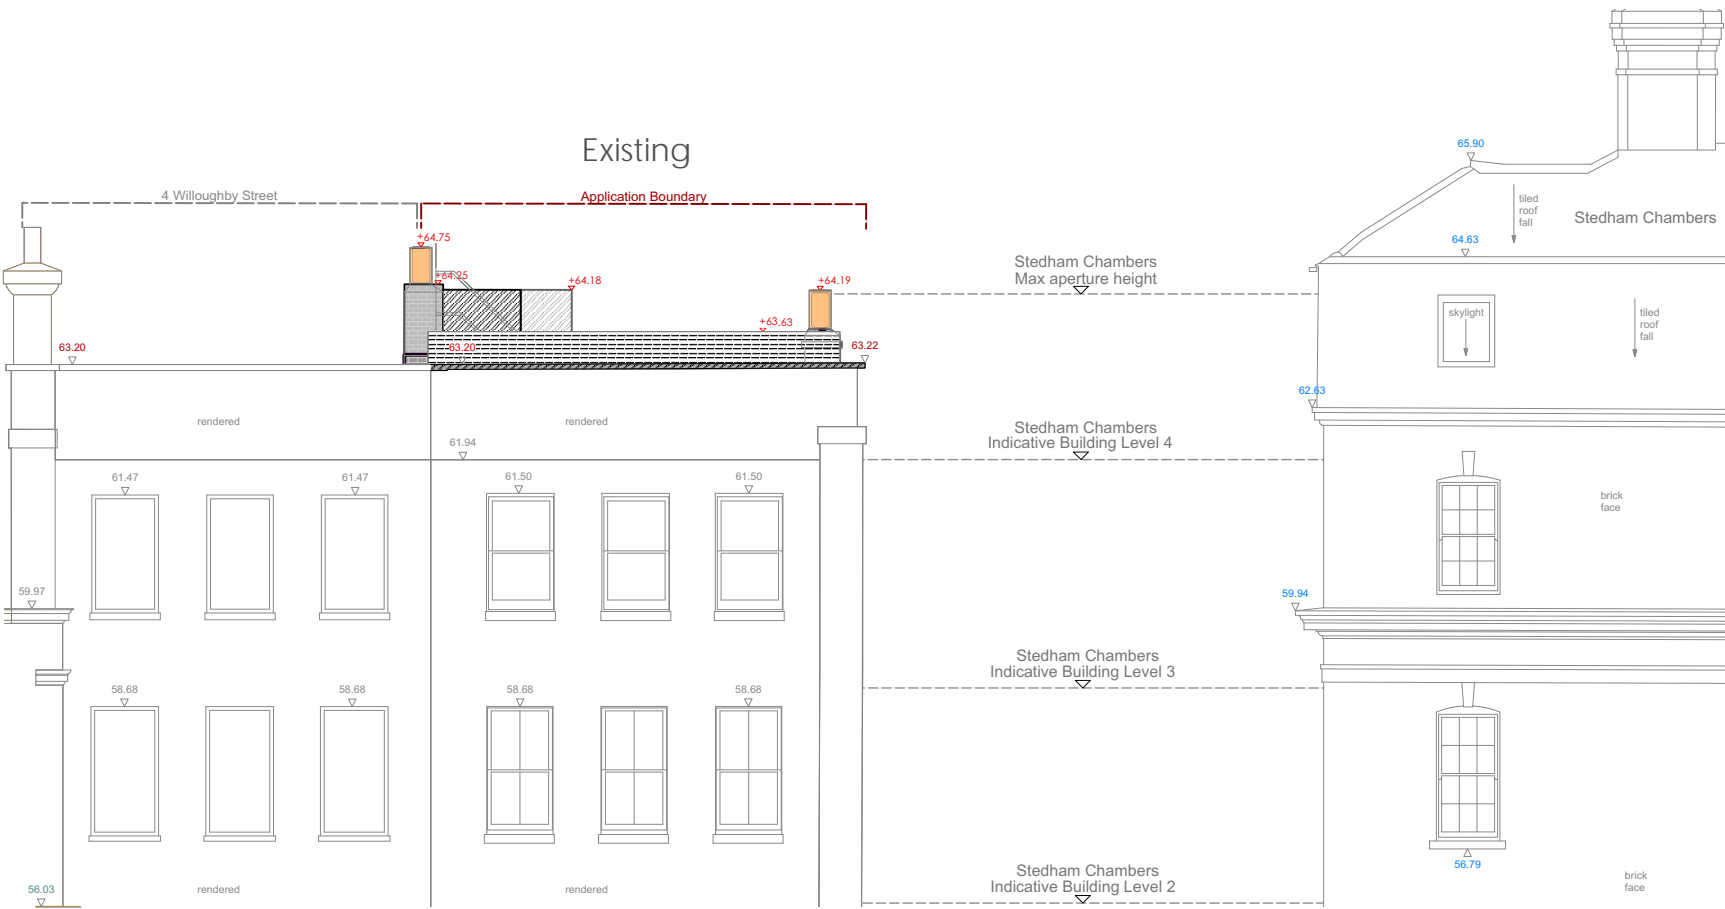 Existing
65.90
4 Willoughby Street
Application Boundary
tiled
roof
fall
Stedham Chambers
+64.75
64.63
Stedham Chambers
Max aperture height
+64.25
+64.18
+64.19
skylight
tiled
roof
fall
+63.63
63.20
63.20
63.22
62.63
rendered
rendered
Stedham Chambers
Indicative Building Level 4
61.94
61.47
61.47
61.50
61.50
brick
face
59.97
59.94
Stedham Chambers
Indicative Building Level 3
58.68
58.68
58.68
58.68
56.79
Stedham Chambers
Indicative Building Level 2
56.03
rendered
rendered
brick
face